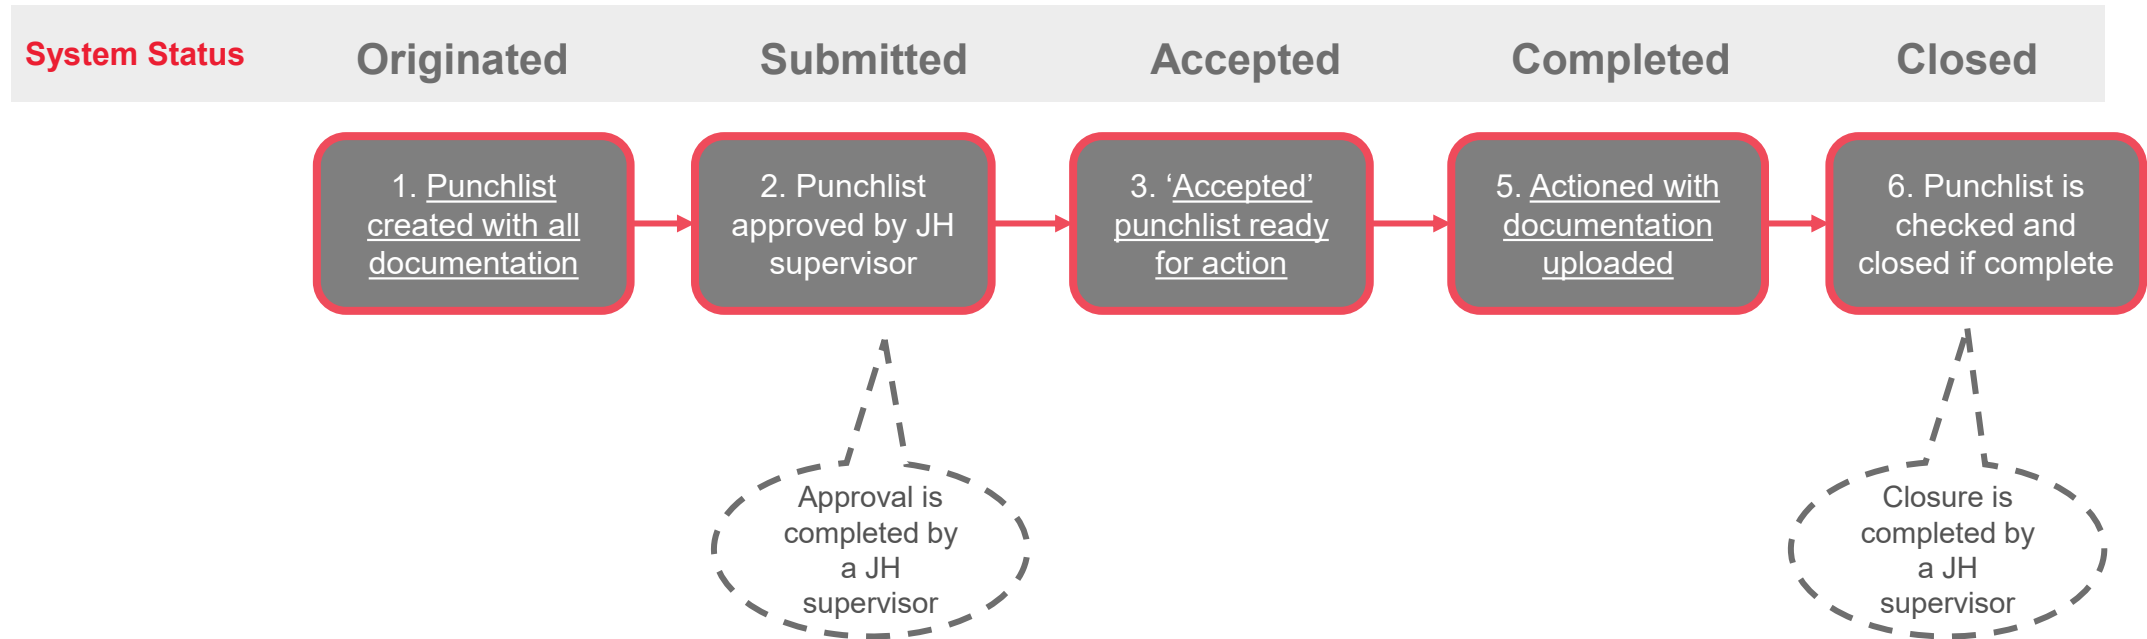 System Status
Originated
Submitted
Accepted
Completed
Closed
1. Punchlist
created with all
documentation
2. Punchlist
approved by JH
supervisor
3. ‘Accepted’
punchlist ready
for action
5. Actioned with
documentation
uploaded
6. Punchlist is
checked and
closed if complete
Approval is
completed by
a JH
supervisor
Closure is
completed by
a JH
supervisor